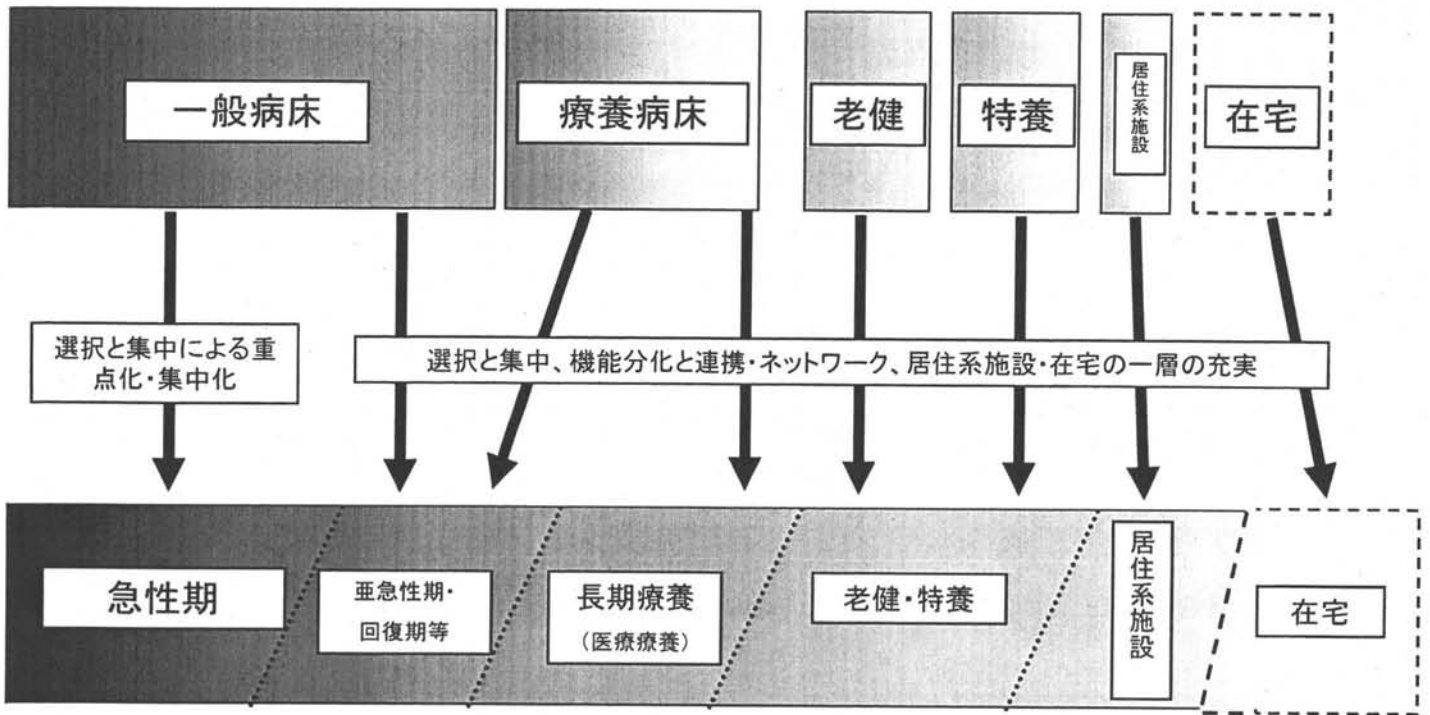 一般病床
療養病床
老健
特養
居住系施設
在宅
選択と集中による重
点化・集中化
選択と集中、機能分化と連携・ネットワーク、居住系施設・在宅の一層の充実
急性期
亜急性期・
回復期等
長期療養
(医療療養)
老健・特養
居住系施設
在宅